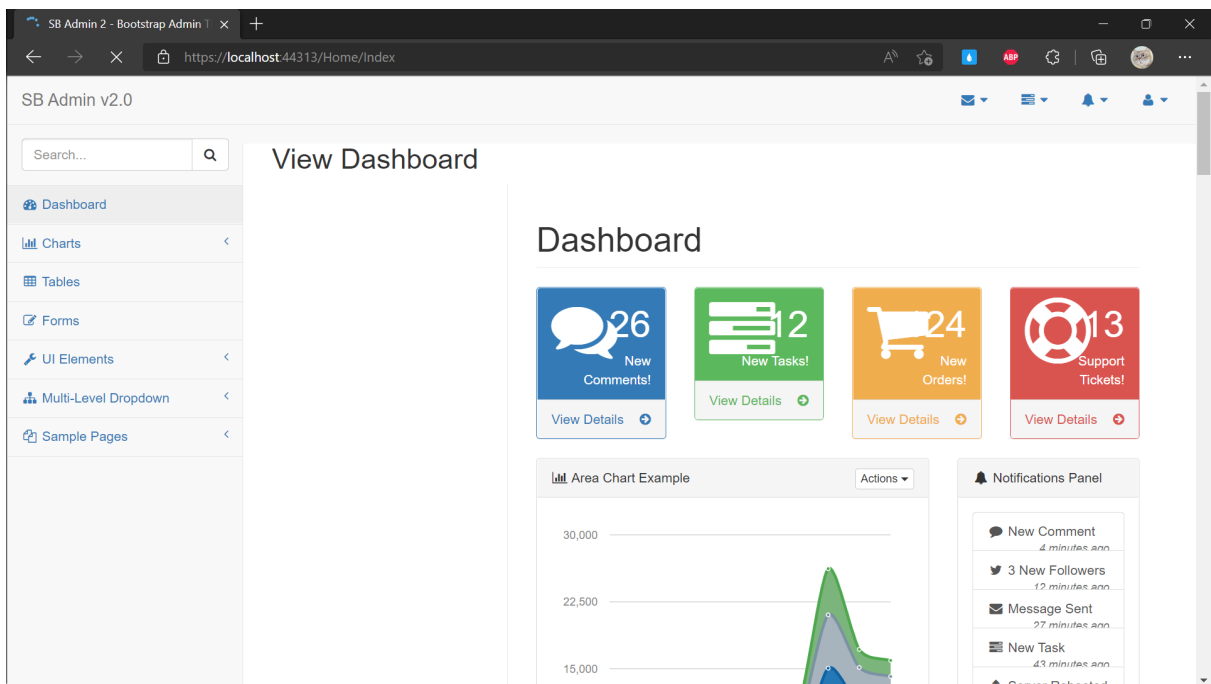 SB Admin 2 - Bootstrap Admin T
https://localhost:44313/Home/Index
ABP
SB Admin v2.0
Search...
View Dashboard
Dashboard
Charts
Tables
Forms
UI Elements
Multi-Level Dropdown
Sample Pages
Dashboard
26
New
Comments!
View Details
12
New Tasks!
View Details
124
New
Orders!
View Details
13
Support
Tickets!
View Details
Area Chart Example
Actions
30,000
22,500
15,000
Notifications Panel
New Comment
4 minutes ago
3 New Followers
12 minutes ago
Message Sent
27 minutes ago
New Task
43 minutes ago
Server Rebooted